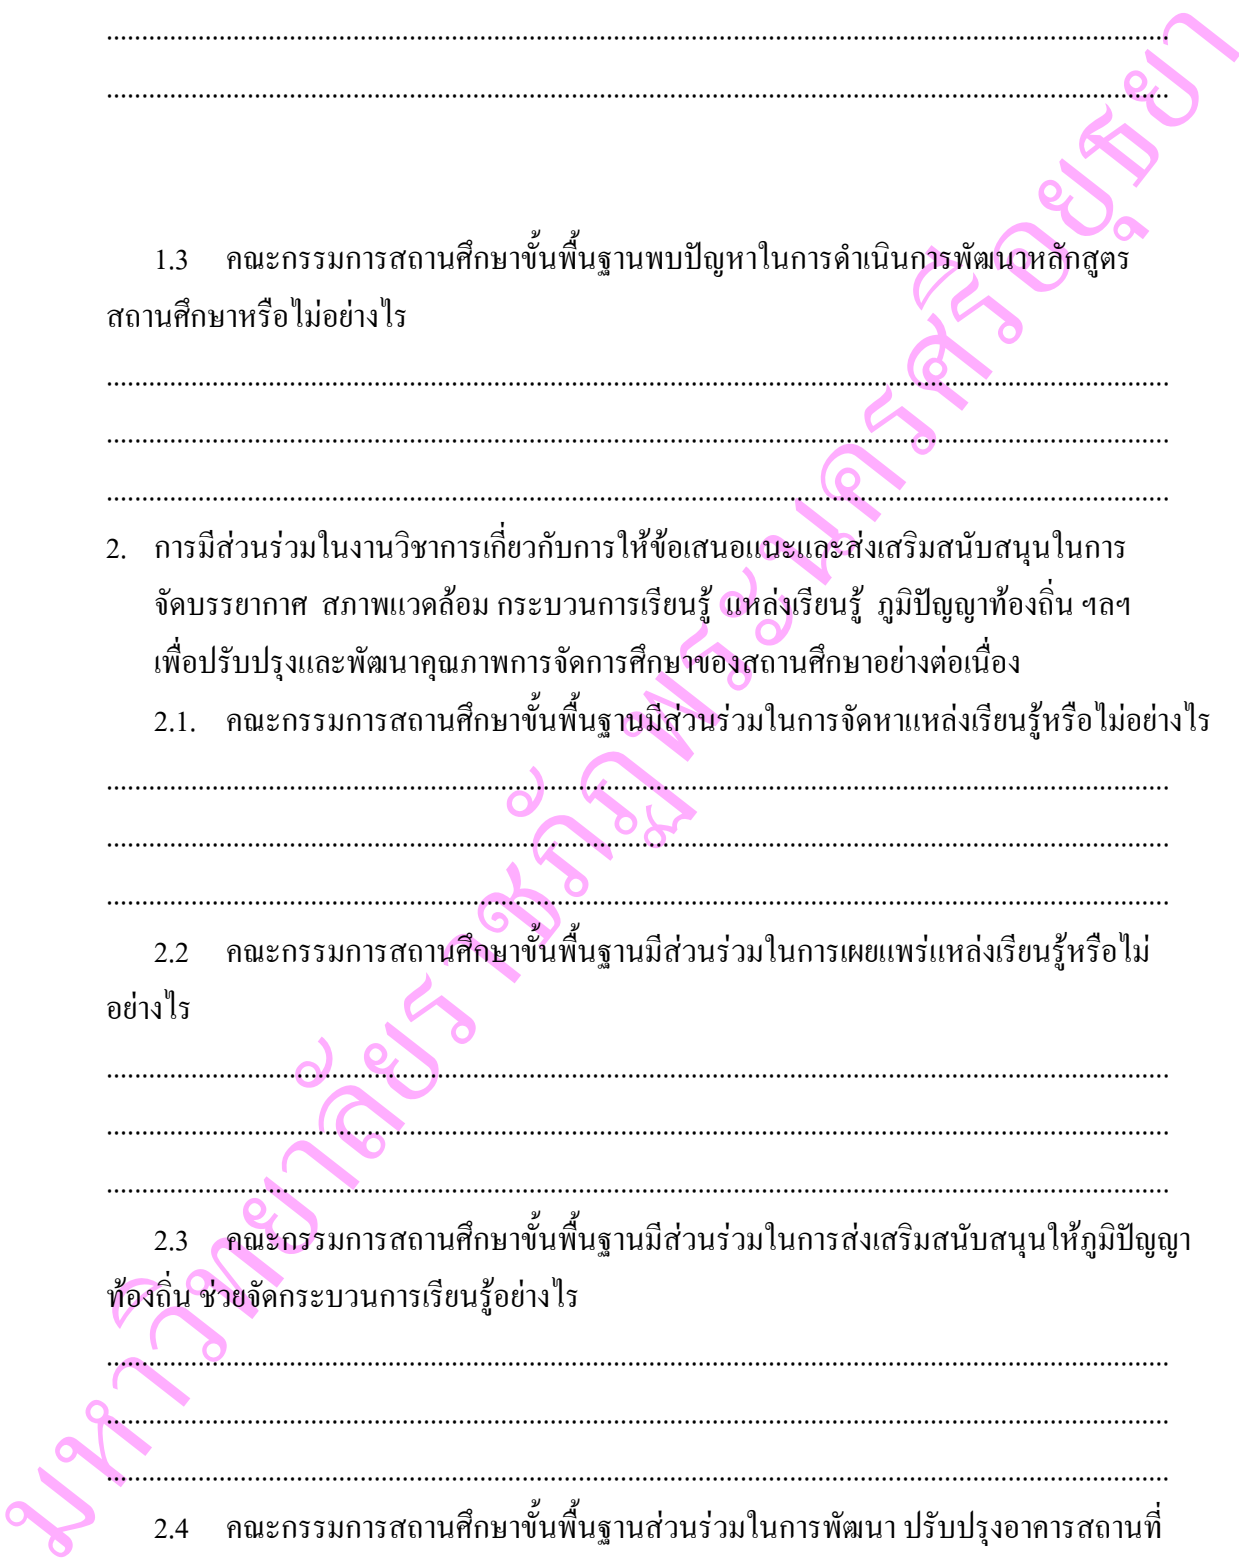 ................................................................................................................................................
................................................................................................................................................
1.3 คณะกรรมการสถานศึกษาขั้นพื้นฐานพบปัญหาในการดำเนินการพัฒนาหลักสูตร
สถานศึกษาหรือไม่อย่างไร
................................................................................................................................................
................................................................................................................................................
................................................................................................................................................
2. การมีส่วนร่วมในงานวิชาการเกี่ยวกับการให้ข้อเสนอแนะและส่งเสริมสนับสนุนในการ
จัดบรรยากาศ สภาพแวดล้อม กระบวนการเรียนรู้ แหล่งเรียนรู้ ภูมิปัญญาท้องถิ่น ฯลฯ
เพื่อปรับปรุงและพัฒนาคุณภาพการจัดการศึกษาของสถานศึกษาอย่างต่อเนื่อง
2.1. คณะกรรมการสถานศึกษาขั้นพื้นฐานมีส่วนร่วมในการจัดหาแหล่งเรียนรู้หรือไม่อย่างไร
................................................................................................................................................
................................................................................................................................................
................................................................................................................................................
2.2 คณะกรรมการสถานศึกษาขั้นพื้นฐานมีส่วนร่วมในการเผยแพร่แหล่งเรียนรู้หรือไม่
อย่างไร
................................................................................................................................................
................................................................................................................................................
................................................................................................................................................
2.3 คณะกรรมการสถานศึกษาขั้นพื้นฐานมีส่วนร่วมในการส่งเสริมสนับสนุนให้ภูมิปัญญา
ท้องถิ่น ช่วยจัดกระบวนการเรียนรู้อย่างไร
................................................................................................................................................
................................................................................................................................................
................................................................................................................................................
2.4 คณะกรรมการสถานศึกษาขั้นพื้นฐานส่วนร่วมในการพัฒนา ปรับปรุงอาคารสถานที่
มหาวิทยาลัยราชภัฏพระนครศรีอยุธยา